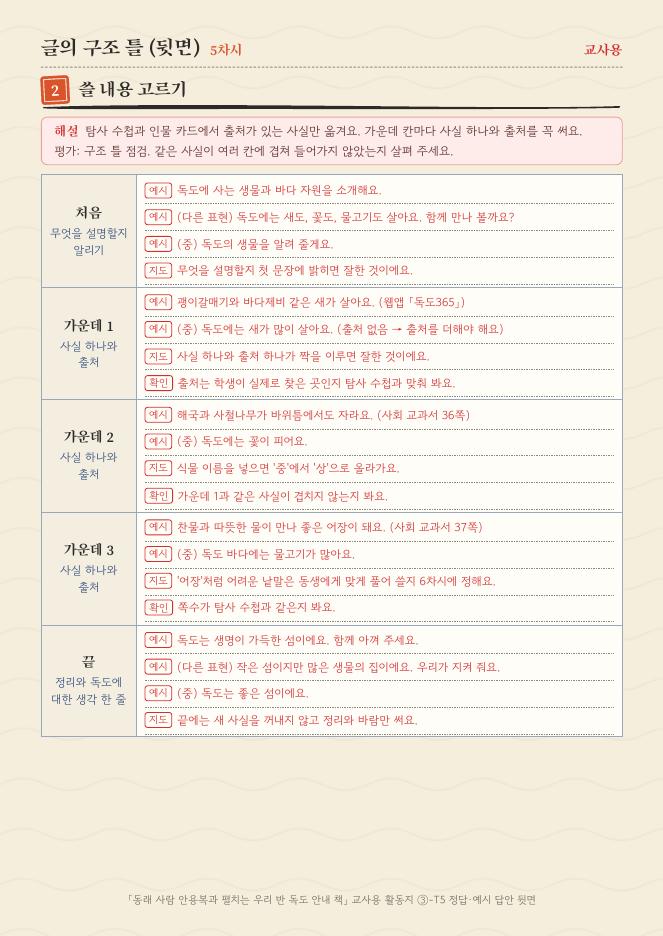 글의 구조 틀 (뒷면) 5차시
교사용
2 쓸 내용 고르기
해설 탐사 수첩과 인물 카드에서 출처가 있는 사실만 옮겨요. 가운데 칸마다 사실 하나와 출처를 꼭 써요.
평가: 구조 틀 점검. 같은 사실이 여러 칸에 겹쳐 들어가지 않았는지 살펴 주세요.
처음
무엇을 설명할지
알리기
예시 독도에 사는 생물과 바다 자원을 소개해요.
예시 (다른 표현) 독도에는 새도, 꽃도, 물고기도 살아요. 함께 만나 볼까요?
예시 (중) 독도의 생물을 알려 줄게요.
지도 무엇을 설명할지 첫 문장에 밝히면 잘한 것이에요.
가운데 1
사실 하나와
출처
예시 괭이갈매기와 바다제비 같은 새가 살아요. (웹앱 「독도365」)
예시 (중) 독도에는 새가 많이 살아요. (출처 없음 → 출처를 더해야 해요)
지도 사실 하나와 출처 하나가 짝을 이루면 잘한 것이에요.
확인 출처는 학생이 실제로 찾은 곳인지 탐사 수첩과 맞춰 봐요.
가운데 2
사실 하나와
출처
예시 해국과 사철나무가 바위틈에서도 자라요. (사회 교과서 36쪽)
예시 (중) 독도에는 꽃이 피어요.
지도 식물 이름을 넣으면 '중'에서 '상'으로 올라가요.
확인 가운데 1과 같은 사실이 겹치지 않는지 봐요.
가운데 3
사실 하나와
출처
예시 찬물과 따뜻한 물이 만나 좋은 어장이 돼요. (사회 교과서 37쪽)
예시 (중) 독도 바다에는 물고기가 많아요.
지도 '어장'처럼 어려운 낱말은 동생에게 맞게 풀어 쓸지 6차시에 정해요.
확인 쪽수가 탐사 수첩과 같은지 봐요.
끝
정리와 독도에
대한 생각 한 줄
예시 독도는 생명이 가득한 섬이에요. 함께 아껴 주세요.
예시 (다른 표현) 작은 섬이지만 많은 생물의 집이에요. 우리가 지켜 줘요.
예시 (중) 독도는 좋은 섬이에요.
지도 끝에는 새 사실을 꺼내지 않고 정리와 바람만 써요.
「동래 사람 안용복과 펼치는 우리 반 독도 안내 책」 교사용 활동지 ③-T5 정답·예시 답안 뒷면